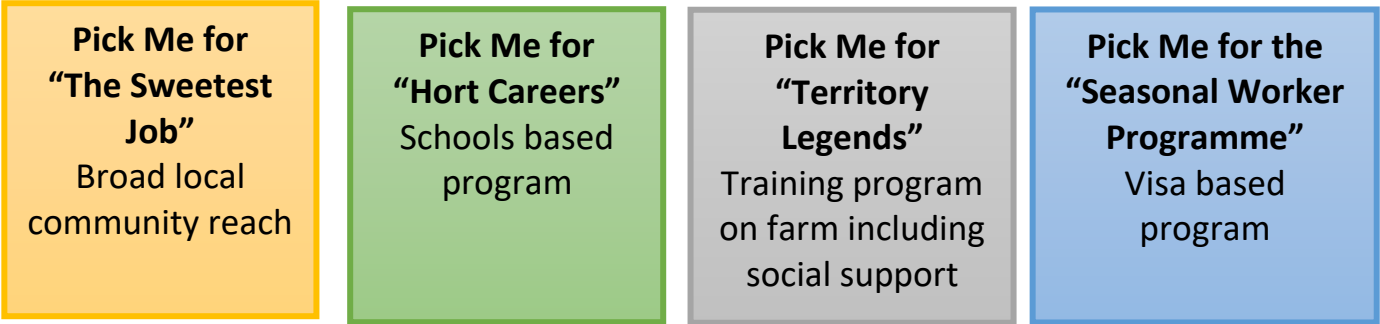 Pick Me for
“The Sweetest
Job”
Broad local
community reach
Pick Me for
“Hort Careers”
Schools based
program
Pick Me for
“Territory
Legends”
Training program
on farm including
social support
Pick Me for the
“Seasonal Worker
Programme”
Visa based
program